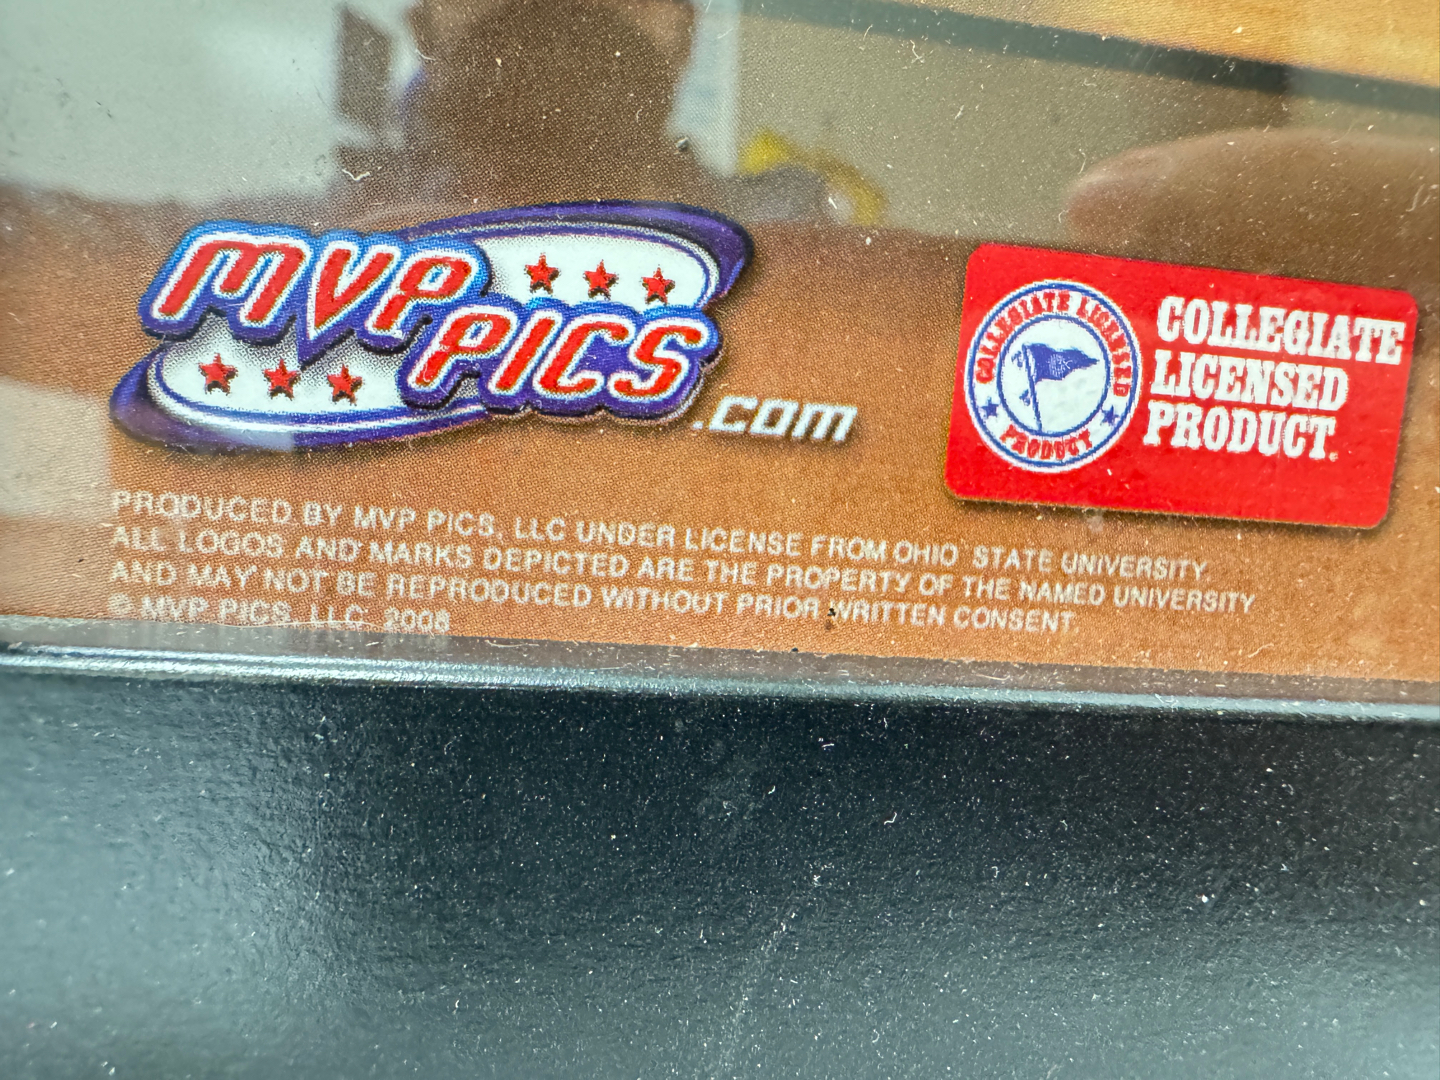 MVP
PICS
.com
COLLEGIATE LICENSED
PRODUCT
COLLEGIATE
LICENSED
PRODUCT.
PRODUCED BY MVP PICS, LLC UNDER LICENSE FROM OHIO STATE UNIVERSITY.
ALL LOGOS AND MARKS DEPICTED ARE THE PROPERTY OF THE NAMED UNIVERSITY
AND MAY NOT BE REPRODUCED WITHOUT PRIOR WRITTEN CONSENT.
© MVP PICS, LLC, 2008